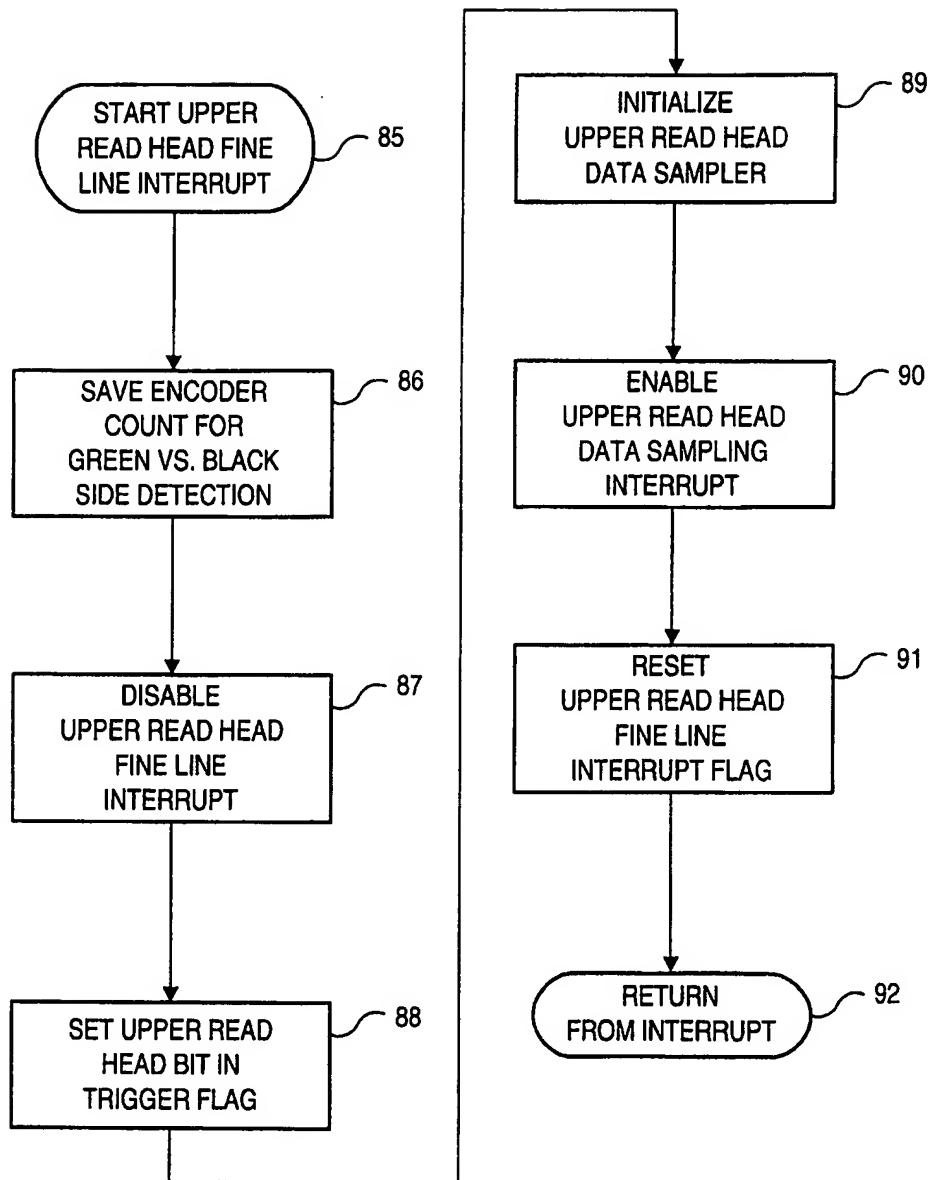 START UPPER
READ HEAD FINE
LINE INTERRUPT
85
SAVE ENCODER
COUNT FOR
GREEN VS. BLACK
SIDE DETECTION
86
DISABLE
UPPER READ HEAD
FINE LINE
INTERRUPT
87
SET UPPER READ
HEAD BIT IN
TRIGGER FLAG
88
INITIALIZE
UPPER READ HEAD
DATA SAMPLER
89
ENABLE
UPPER READ HEAD
DATA SAMPLING
INTERRUPT
90
RESET
UPPER READ HEAD
FINE LINE
INTERRUPT FLAG
91
RETURN
FROM INTERRUPT
92